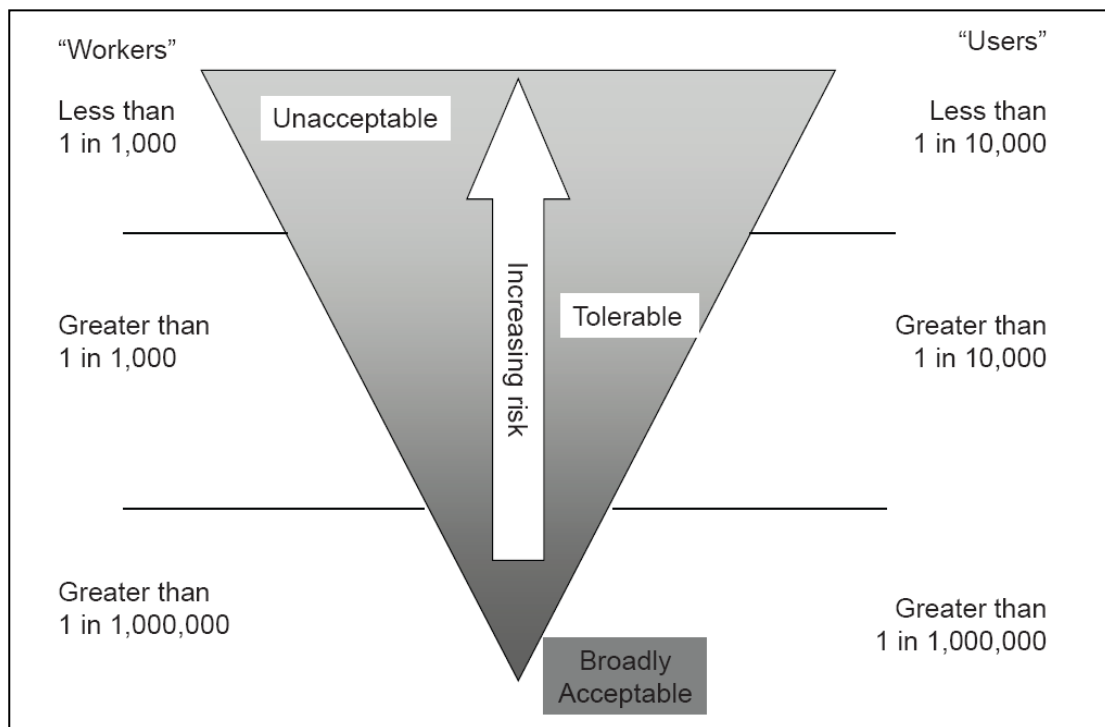 “Workers”
“Users”
Less than
1 in 1,000
Unacceptable
Less than
1 in 10,000
Increasing risk
Greater than
1 in 1,000
Tolerable
Greater than
1 in 10,000
Greater than
1 in 1,000,000
Broadly
Acceptable
Greater than
1 in 1,000,000